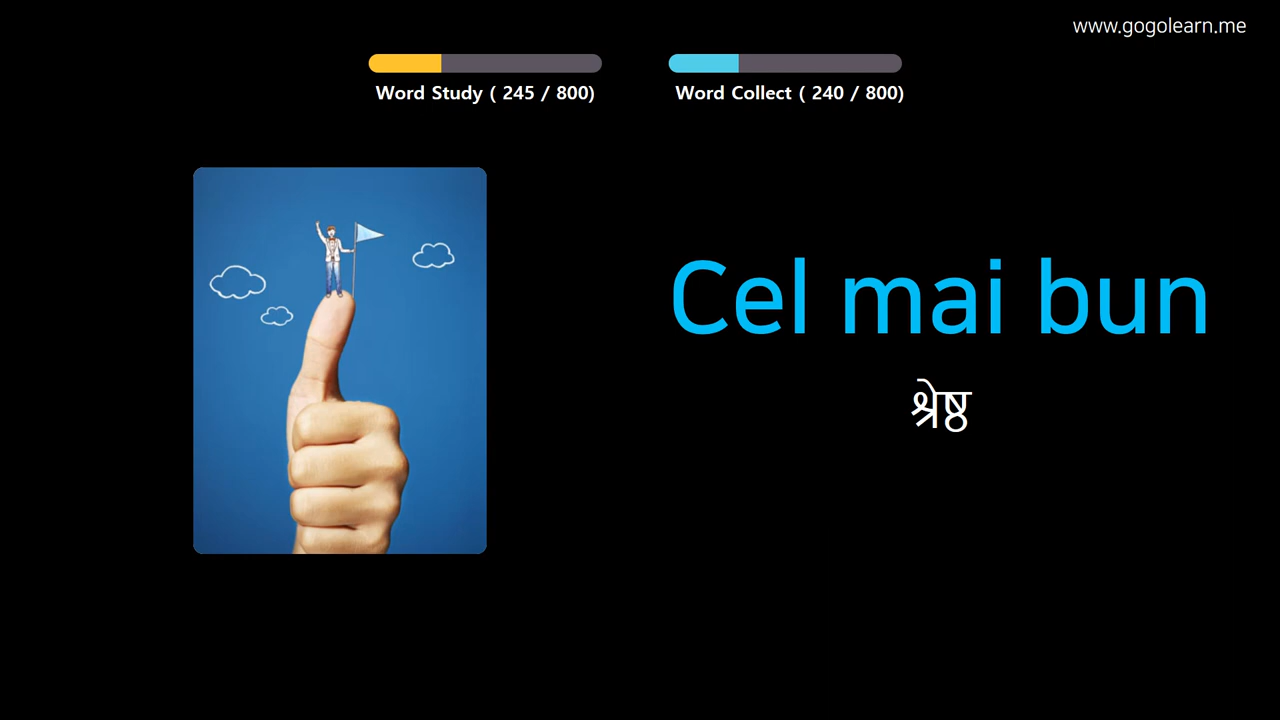 www.gogolearn.me
Word Study ( 245 / 800)
Word Collect ( 240 / 800)
Cel mai bun
श्रेष्ठ